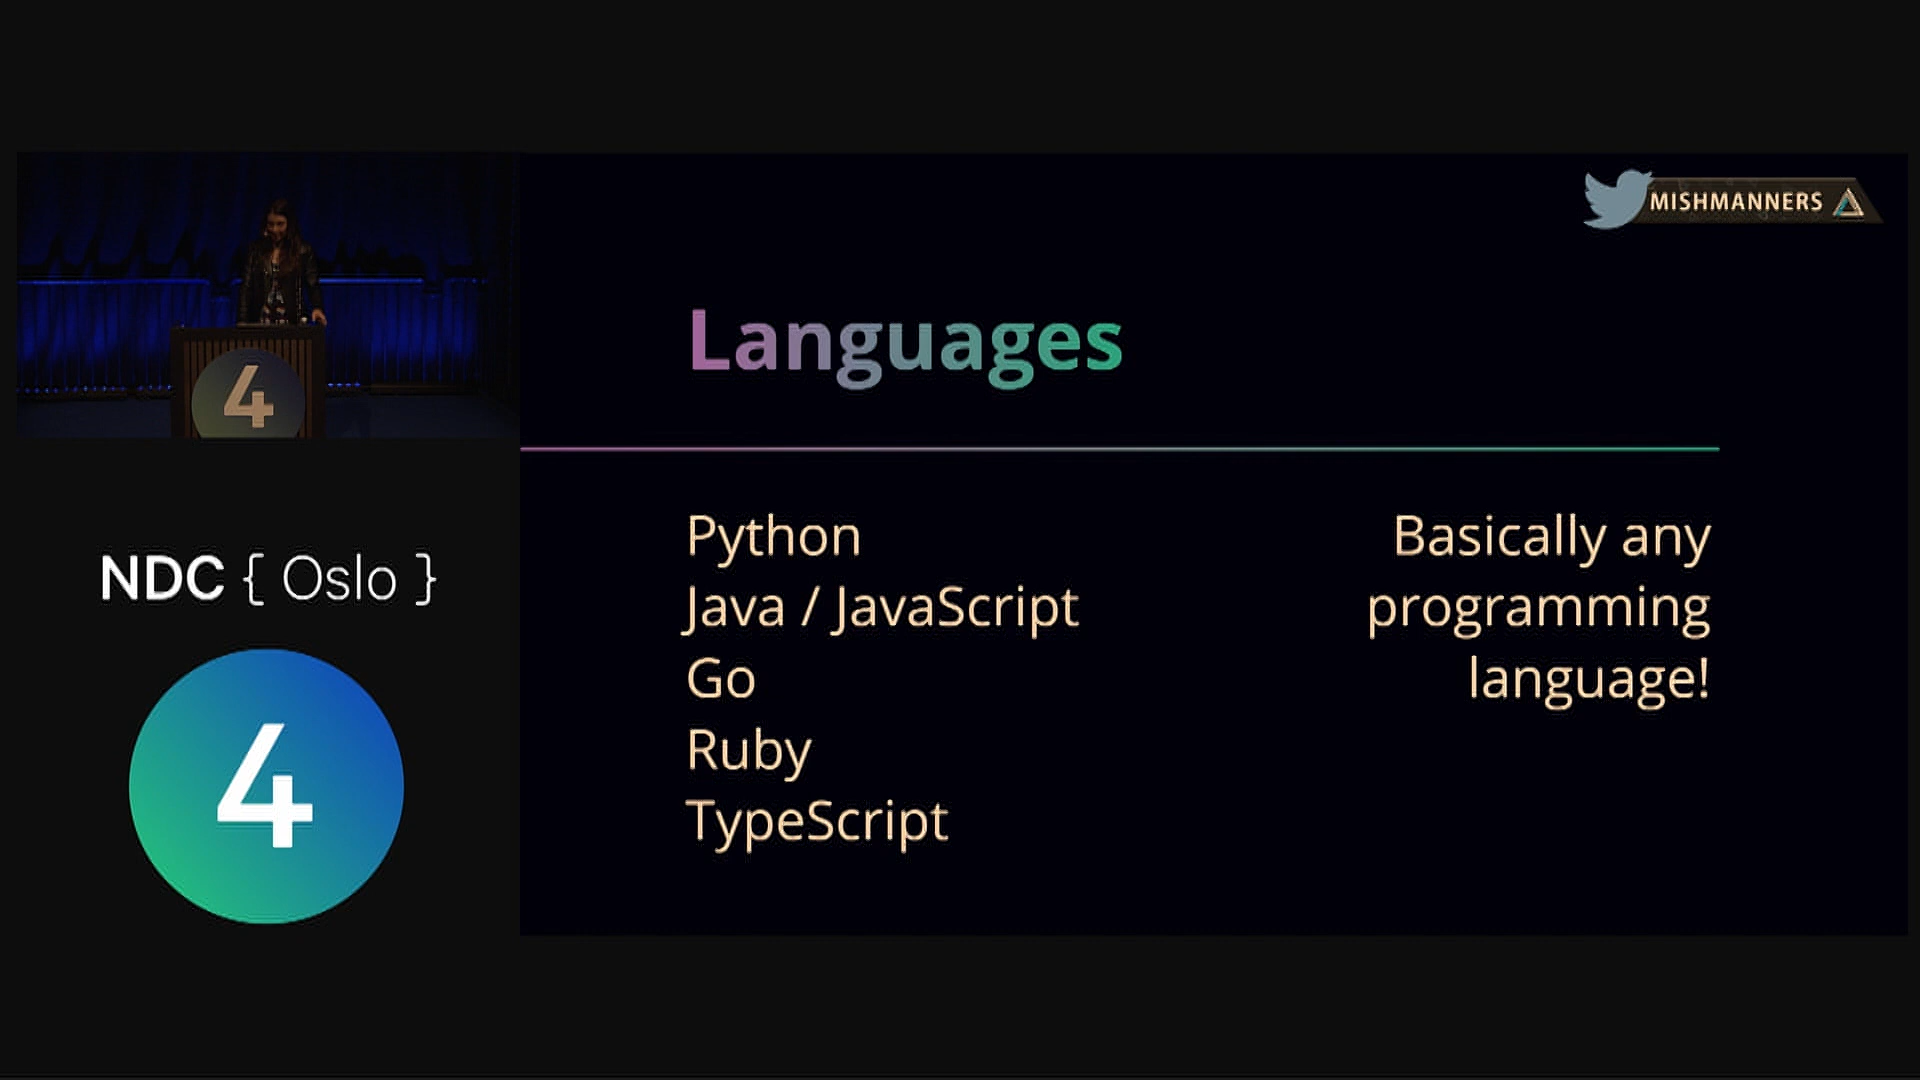 MISHMANNERS
Languages
Python
Java / JavaScript
Go
Ruby
TypeScript
Basically any
programming
language!
4
NDC { Oslo }
4